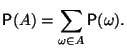 P(A) = ∑_{ω∈A} P(ω).